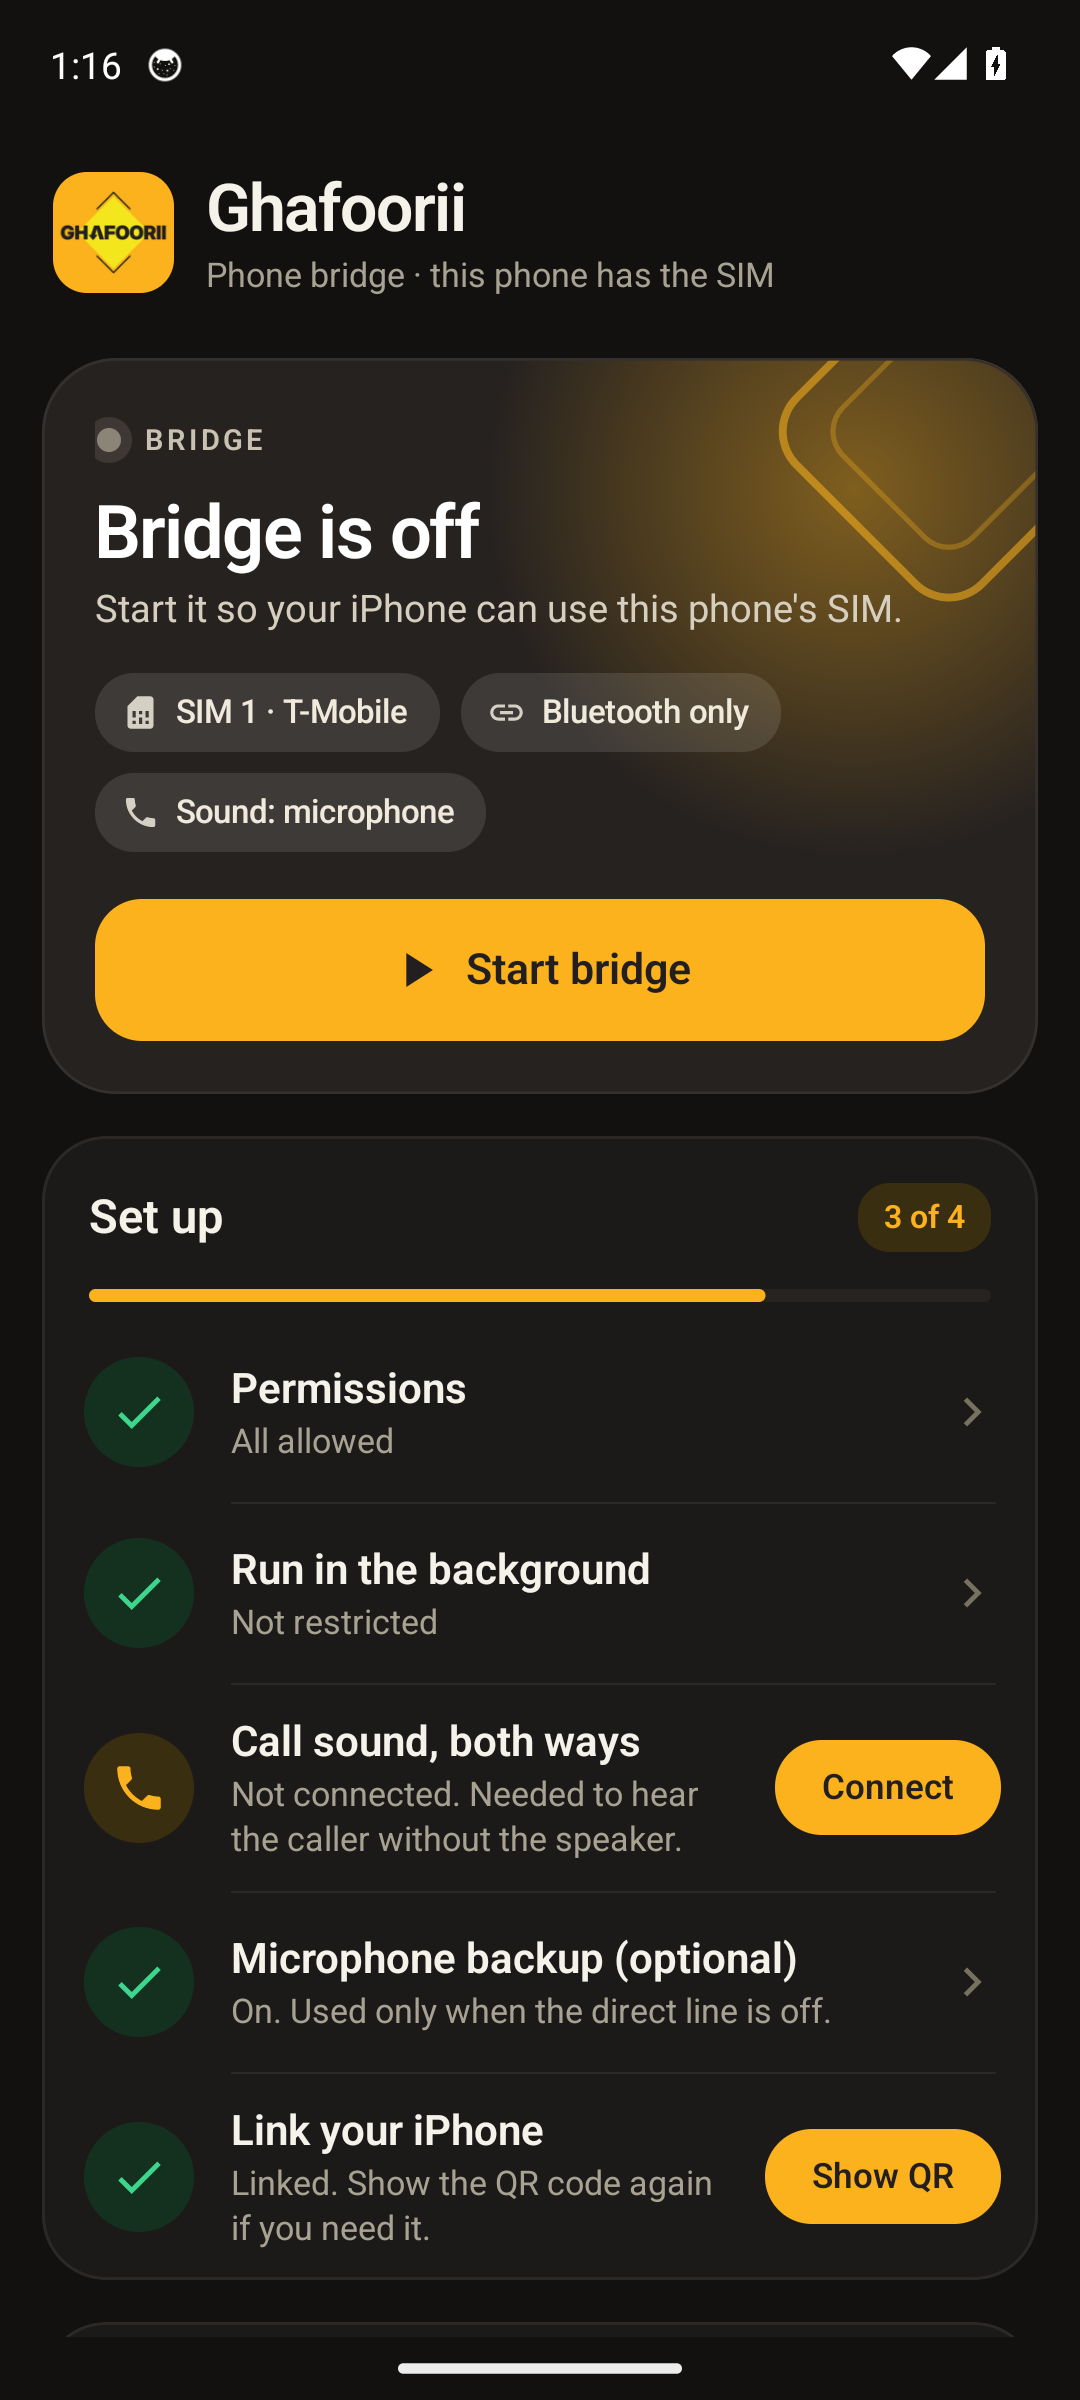 1:16
GHAFOORII
Ghafoorii
Phone bridge · this phone has the SIM
BRIDGE
Bridge is off
Start it so your iPhone can use this phone's SIM.
SIM 1 · T-Mobile
Bluetooth only
Sound: microphone
Start bridge
Set up
3 of 4
Permissions
All allowed
Run in the background
Not restricted
Call sound, both ways
Not connected. Needed to hear
the caller without the speaker.
Connect
Microphone backup (optional)
On. Used only when the direct line is off.
Link your iPhone
Linked. Show the QR code again
if you need it.
Show QR